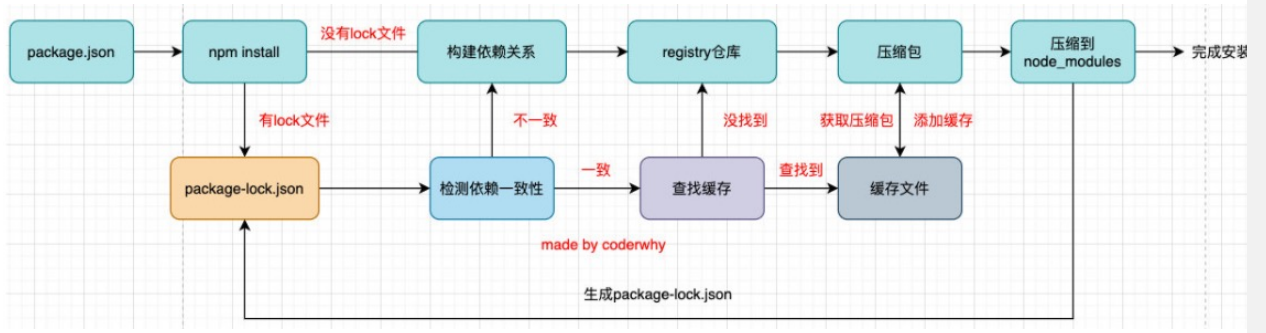 package.json
npm install
没有lock文件
构建依赖关系
registry仓库
压缩包
压缩到
node_modules
完成安装
有lock文件
不一致
没找到
获取压缩包
添加缓存
package-lock.json
检测依赖一致性
一致
查找缓存
查找到
缓存文件
made by coderwhy
生成package-lock.json